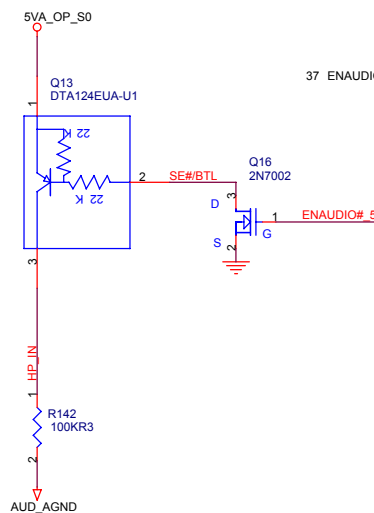 5VA_OP_S0
Q13
DTA124EUA-U1
37 ENAUDIO
1
22 K
22 K
2
SE#/BTL
Q16
2N7002
3
D
1
ENAUDIO#_5
G
S
2
3
HP_IN
1
R142
100KR3
2
AUD_AGND